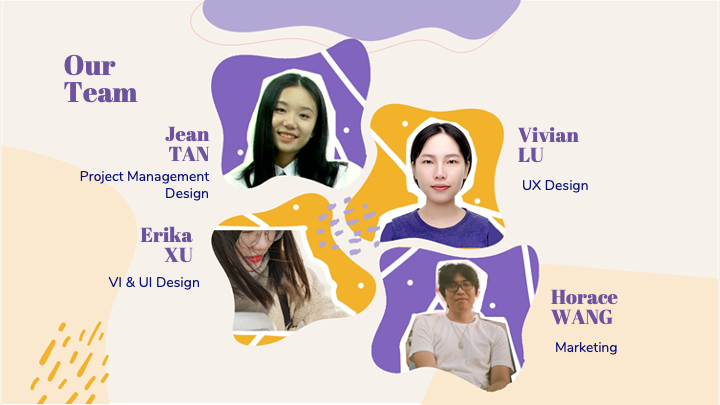 Our
Team
Jean
TAN
Project Management
Design
Vivian
LU
UX Design
Erika
XU
VI & UI Design
Horace
WANG
Marketing